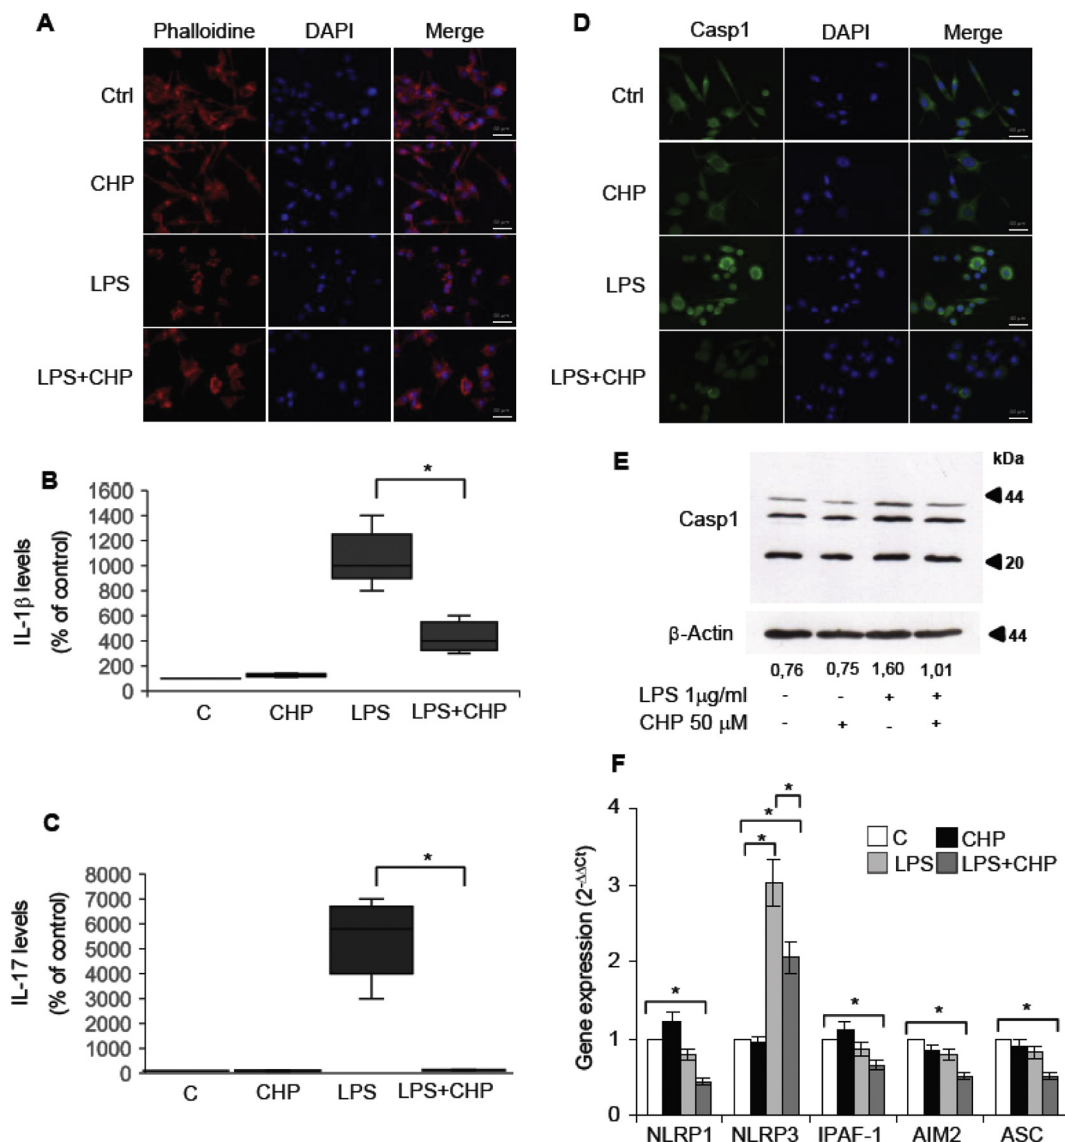 A
Phalloidine DAPI Merge
Ctrl
CHP
LPS
LPS+CHP
B
IL-1β levels
(% of control)
1600
1400
1200
1000
800
600
400
200
0
*
C CHP LPS LPS+CHP
C
IL-17 levels
(% of control)
8000
7000
6000
5000
4000
3000
2000
1000
0
*
C CHP LPS LPS+CHP
D
Casp1 DAPI Merge
Ctrl
CHP
LPS
LPS+CHP
E
kDa
Casp1
44
20
β-Actin
44
0,76 0,75 1,60 1,01
LPS 1μg/ml - - + +
CHP 50 μM - + - +
F
Gene expression (2-ΔΔCt)
4
3
2
1
0
C CHP
LPS LPS+CHP
* * * * * * *
NLRP1 NLRP3 IPAF-1 AIM2 ASC